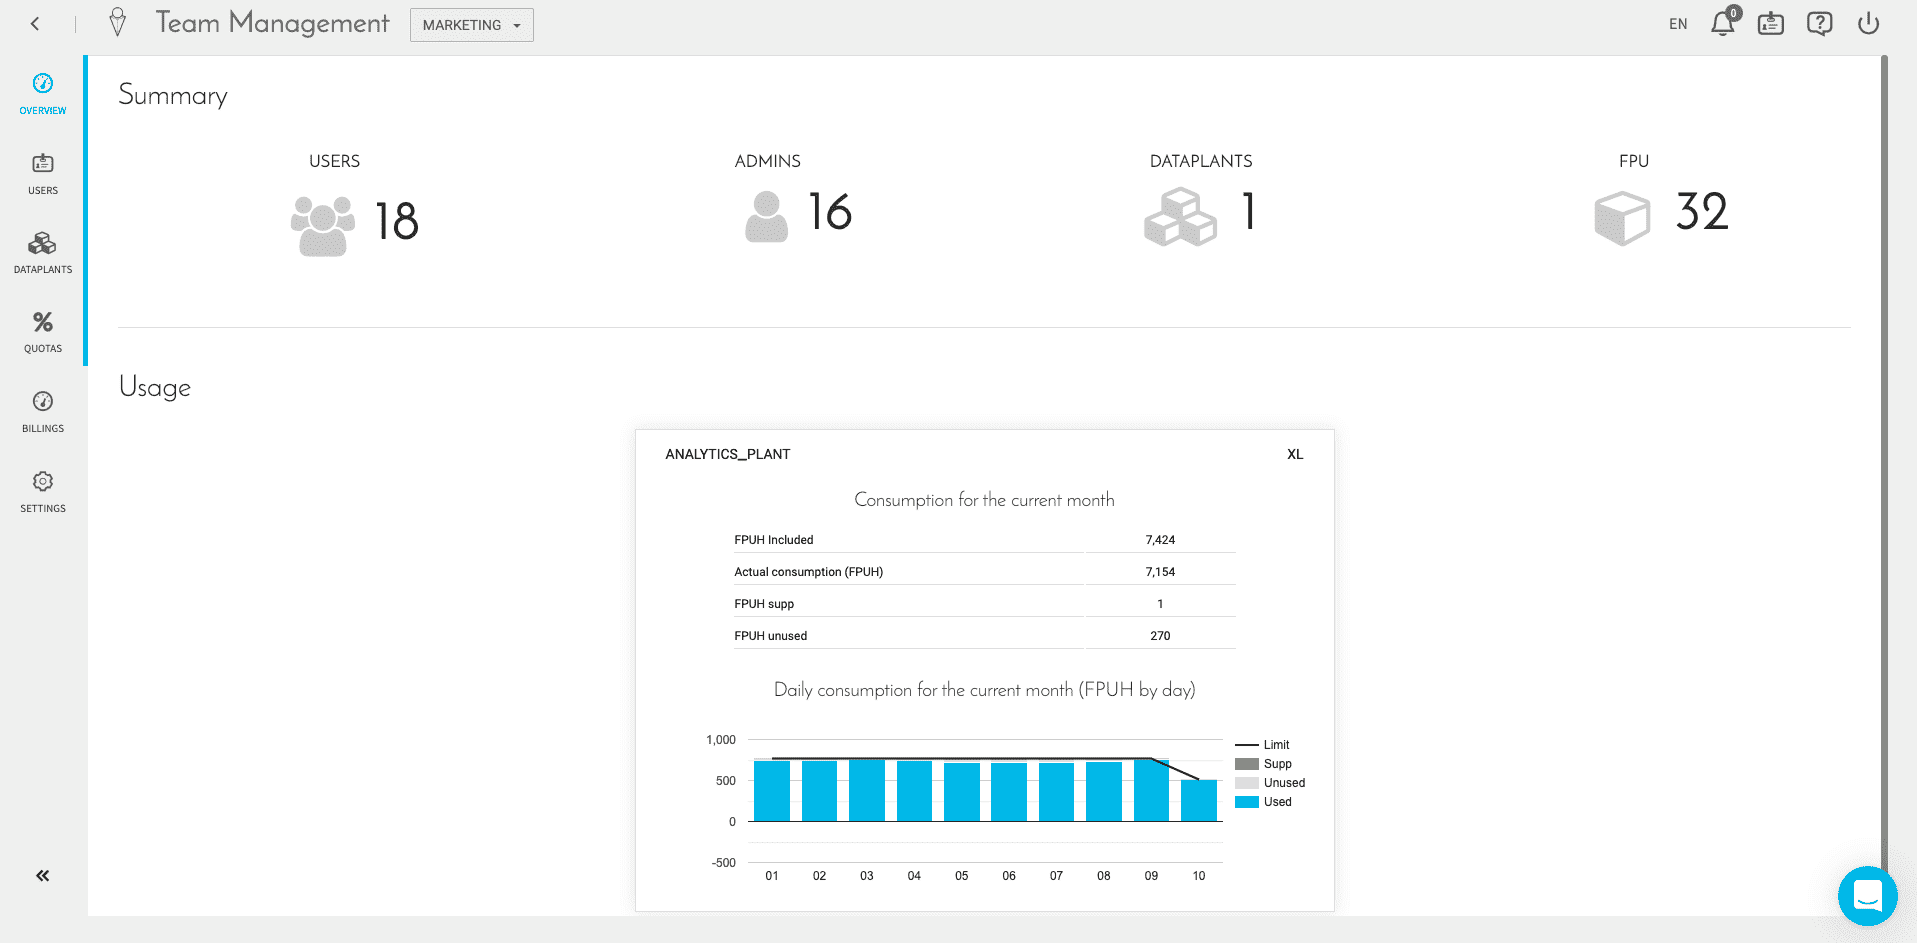 Team Management
MARKETING
EN
0
OVERVIEW
USERS
DATAPLANTS
QUOTAS
BILLINGS
SETTINGS
Summary
USERS
18
ADMINS
16
DATAPLANTS
1
FPU
32
Usage
ANALYTICS_PLANT XL
Consumption for the current month
FPUH Included 7,424
Actual consumption (FPUH) 7,154
FPUH supp 1
FPUH unused 270
Daily consumption for the current month (FPUH by day)
1,000
500
0
-500
01 02 03 04 05 06 07 08 09 10
Limit
Supp
Unused
Used